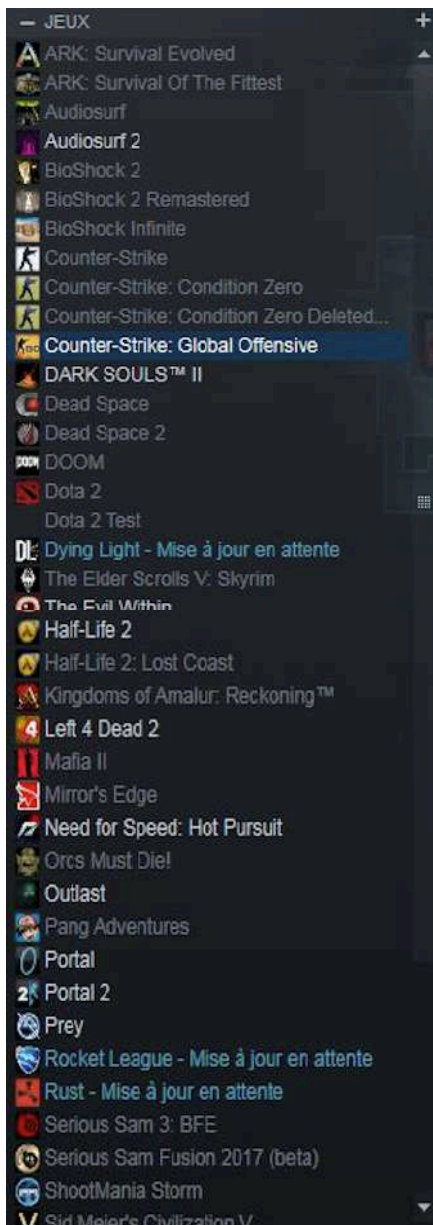 JEUX
ARK: Survival Evolved
ARK: Survival Of The Fittest
Audiosurf
Audiosurf 2
BioShock 2
BioShock 2 Remastered
BioShock Infinite
Counter-Strike
Counter-Strike: Condition Zero
Counter-Strike: Condition Zero Deleted...
Counter-Strike: Global Offensive
DARK SOULS™ II
Dead Space
Dead Space 2
DOOM
Dota 2
Dota 2 Test
Dying Light - Mise à jour en attente
The Elder Scrolls V: Skyrim
The Evil Within
Half-Life 2
Half-Life 2: Lost Coast
Kingdoms of Amalur: Reckoning™
Left 4 Dead 2
Mafia II
Mirror's Edge
Need for Speed: Hot Pursuit
Orcs Must Die!
Outlast
Pang Adventures
Portal
Portal 2
Prey
Rocket League - Mise à jour en attente
Rust - Mise à jour en attente
Serious Sam 3: BFE
Serious Sam Fusion 2017 (beta)
ShootMania Storm
Sid Meier's Civilization V